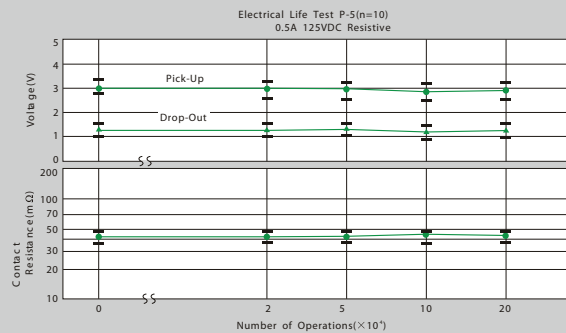 Electrical Life Test P-5(n=10)
0.5A 125VDC Resistive
Voltage(V)
5
4
3
2
1
0
Pick-Up
Drop-Out
Contact
Resistance(mΩ)
200
100
70
50
30
20
10
0
2
5
10
20
Number of Operations(×10⁴)